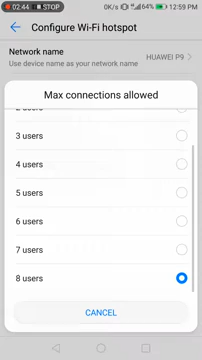 02:44 STOP 0K/s 64% 12:59 PM
Configure Wi-Fi hotspot
Network name
HUAWEI P9
Use device name as your network name
Max connections allowed
2 users
3 users
4 users
5 users
6 users
7 users
8 users
CANCEL